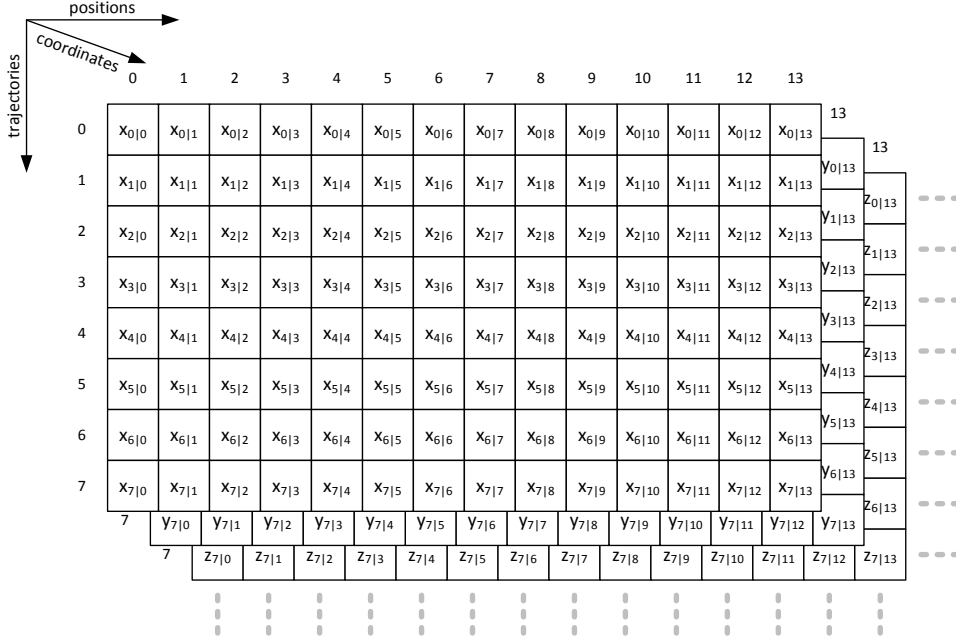 positions
coordinates
trajectories
0 1 2 3 4 5 6 7 8 9 10 11 12 13
13
13
0 x0|0 x0|1 x0|2 x0|3 x0|4 x0|5 x0|6 x0|7 x0|8 x0|9 x0|10 x0|11 x0|12 x0|13
y0|13
1 x1|0 x1|1 x1|2 x1|3 x1|4 x1|5 x1|6 x1|7 x1|8 x1|9 x1|10 x1|11 x1|12 x1|13
z0|13
y1|13
2 x2|0 x2|1 x2|2 x2|3 x2|4 x2|5 x2|6 x2|7 x2|8 x2|9 x2|10 x2|11 x2|12 x2|13
z1|13
y2|13
3 x3|0 x3|1 x3|2 x3|3 x3|4 x3|5 x3|6 x3|7 x3|8 x3|9 x3|10 x3|11 x3|12 x3|13
z2|13
y3|13
4 x4|0 x4|1 x4|2 x4|3 x4|4 x4|5 x4|6 x4|7 x4|8 x4|9 x4|10 x4|11 x4|12 x4|13
z3|13
y4|13
5 x5|0 x5|1 x5|2 x5|3 x5|4 x5|5 x5|6 x5|7 x5|8 x5|9 x5|10 x5|11 x5|12 x5|13
z4|13
y5|13
6 x6|0 x6|1 x6|2 x6|3 x6|4 x6|5 x6|6 x6|7 x6|8 x6|9 x6|10 x6|11 x6|12 x6|13
z5|13
y6|13
7 x7|0 x7|1 x7|2 x7|3 x7|4 x7|5 x7|6 x7|7 x7|8 x7|9 x7|10 x7|11 x7|12 x7|13
z6|13
7 y7|0 y7|1 y7|2 y7|3 y7|4 y7|5 y7|6 y7|7 y7|8 y7|9 y7|10 y7|11 y7|12 y7|13
7 z7|0 z7|1 z7|2 z7|3 z7|4 z7|5 z7|6 z7|7 z7|8 z7|9 z7|10 z7|11 z7|12 z7|13